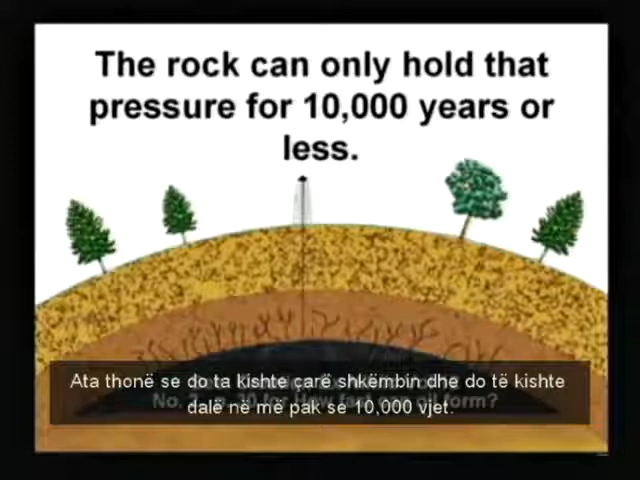 The rock can only hold that
pressure for 10,000 years or
less.
Ata thonë se do ta kishte çarë shkëmbin dhe do të kishte
dalë në më pak se 10,000 vjet.